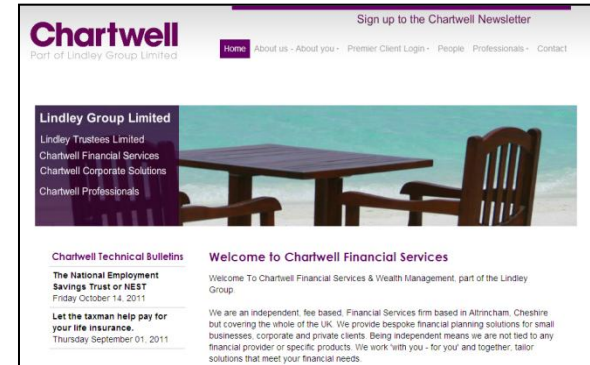 Sign up to the Chartwell Newsletter
Chartwell
Part of Lindley Group Limited
Home About us - About you - Premier Client Login - People Professionals - Contact
Lindley Group Limited
Lindley Trustees Limited
Chartwell Financial Services
Chartwell Corporate Solutions
Chartwell Professionals
Chartwell Technical Bulletins
The National Employment
Savings Trust or NEST
Friday October 14, 2011
Let the taxman help pay for
your life insurance.
Thursday September 01, 2011
Welcome to Chartwell Financial Services
Welcome To Chartwell Financial Services & Wealth Management, part of the Lindley
Group.
We are an independent, fee based, Financial Services firm based in Altrincham, Cheshire
but covering the whole of the UK. We provide bespoke financial planning solutions for small
businesses, corporate and private clients. Being independent means we are not tied to any
financial provider or specific products. We work 'with you - for you' and together, tailor
solutions that meet your financial needs.